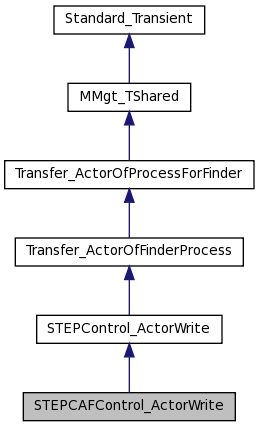 Standard_Transient
MMgt_TShared
Transfer_ActorOfProcessForFinder
Transfer_ActorOfFinderProcess
STEPControl_ActorWrite
STEPCAFControl_ActorWrite